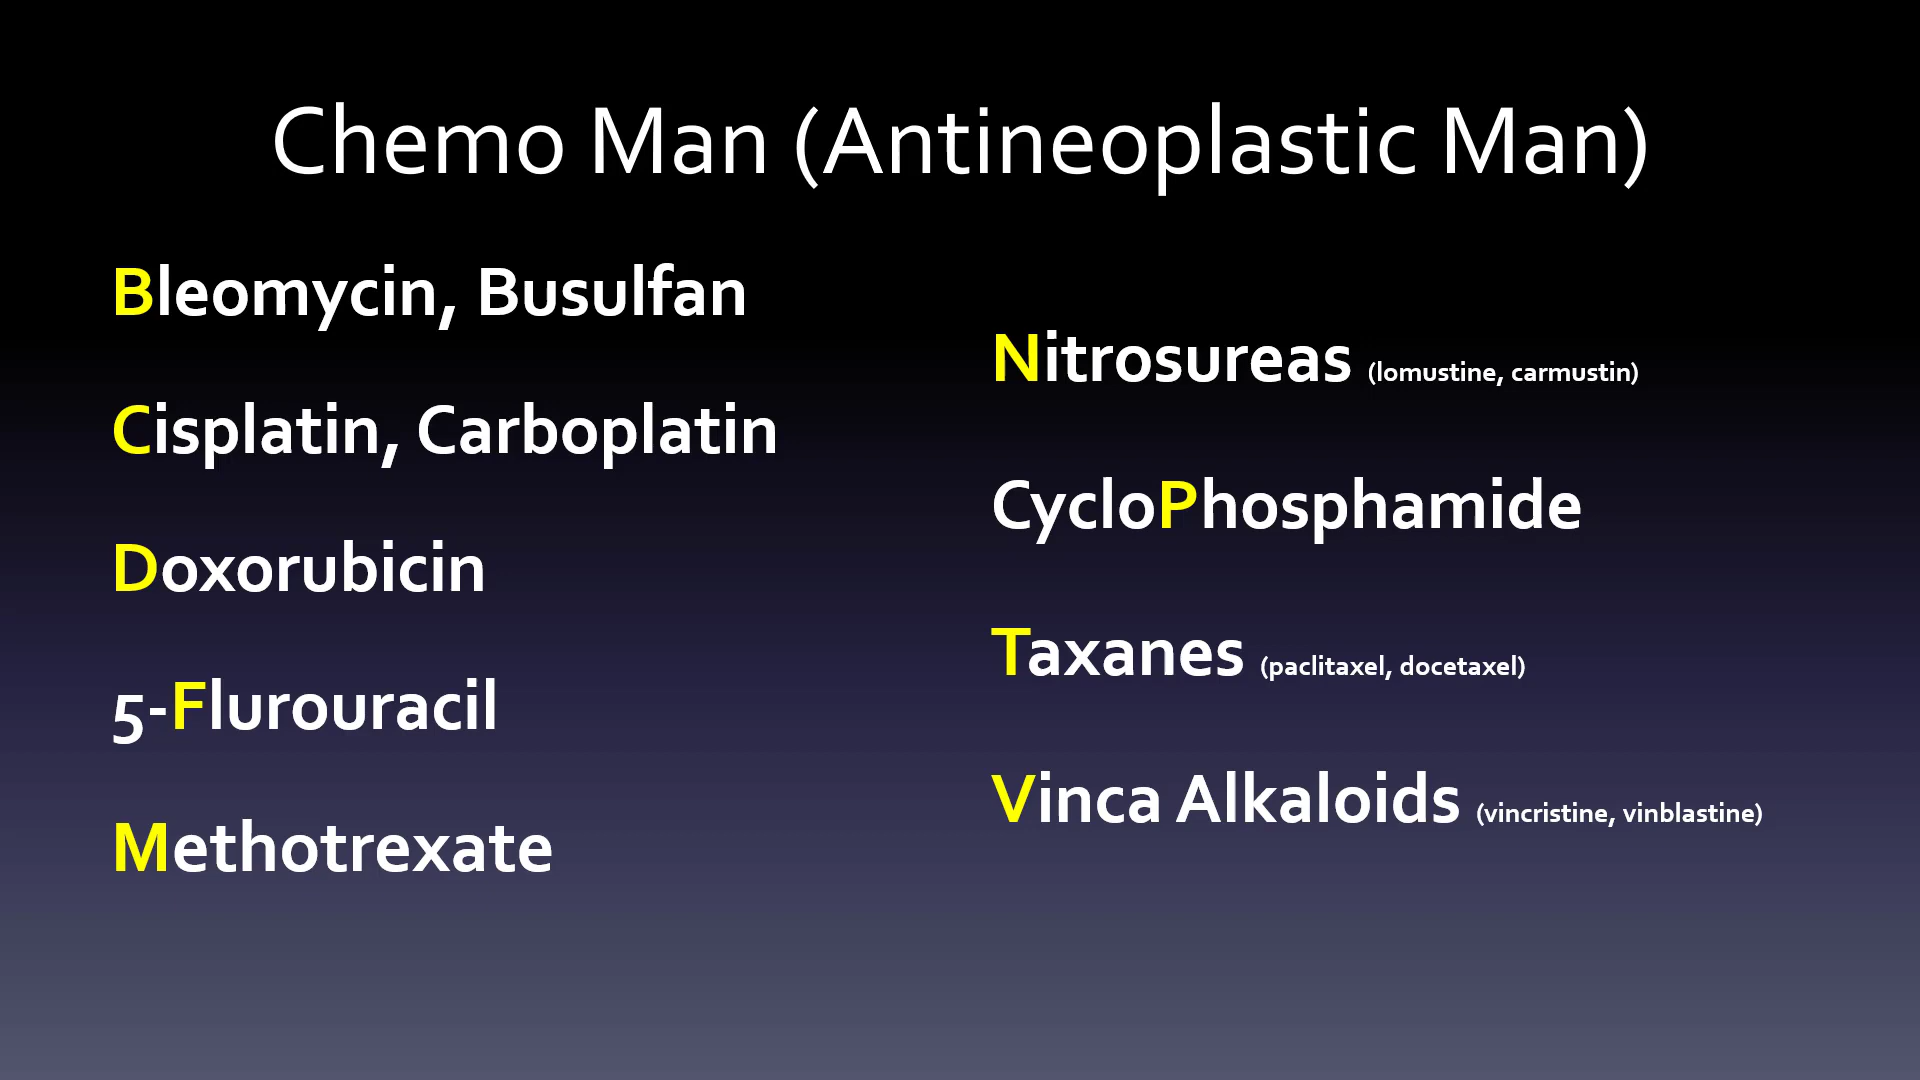 Chemo Man (Antineoplastic Man)
Bleomycin, Busulfan
Cisplatin, Carboplatin
Doxorubicin
5-Flurouracil
Methotrexate
Nitrosureas (lomustine, carmustin)
CycloPhosphamide
Taxanes (paclitaxel, docetaxel)
Vinca Alkaloids (vincristine, vinblastine)